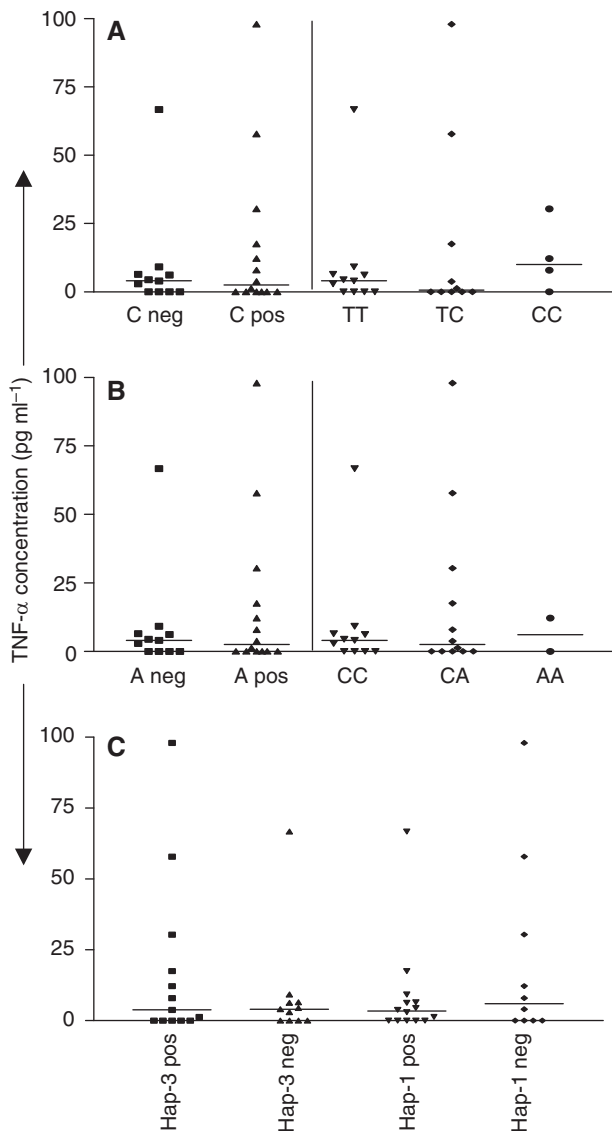 TNF-α concentration (pg ml⁻¹)
A
100
75
50
25
0
C neg C pos TT TC CC
B
100
75
50
25
0
A neg A pos CC CA AA
C
100
75
50
25
0
Hap-3 pos
Hap-3 neg
Hap-1 pos
Hap-1 neg